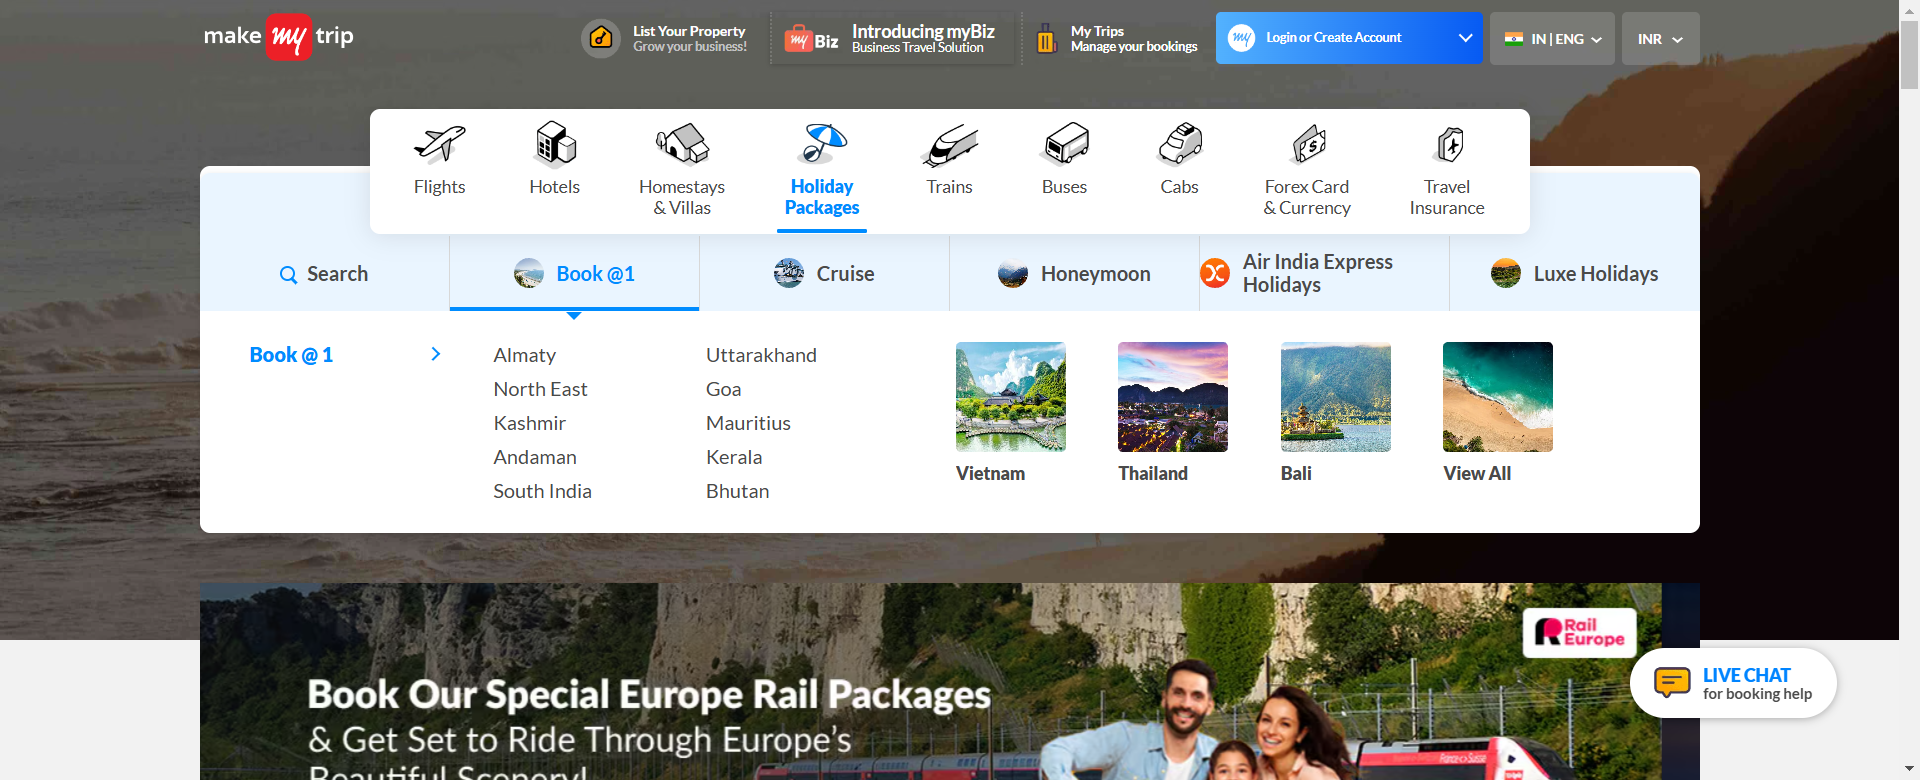 make my trip
List Your Property
Grow your business!
my Biz
Introducing myBiz
Business Travel Solution
My Trips
Manage your bookings
my
Login or Create Account
IN | ENG
INR
Flights
Hotels
Homestays
& Villas
Holiday
Packages
Trains
Buses
Cabs
Forex Card
& Currency
Travel
Insurance
Search
Book @1
Cruise
Honeymoon
Air India Express
Holidays
Luxe Holidays
Book @ 1
Almaty
North East
Kashmir
Andaman
South India
Uttarakhand
Goa
Mauritius
Kerala
Bhutan
Vietnam
Thailand
Bali
View All
Rail
Europe
LIVE CHAT
for booking help
Book Our Special Europe Rail Packages
& Get Set to Ride Through Europe's
Beautiful Scenery!